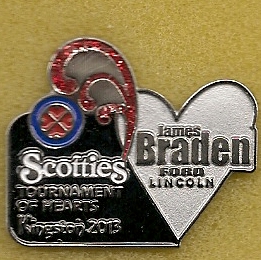 Scotties
TOURNAMENT
OF HEARTS
Kingston 2013
James
Braden
FORD
LINCOLN